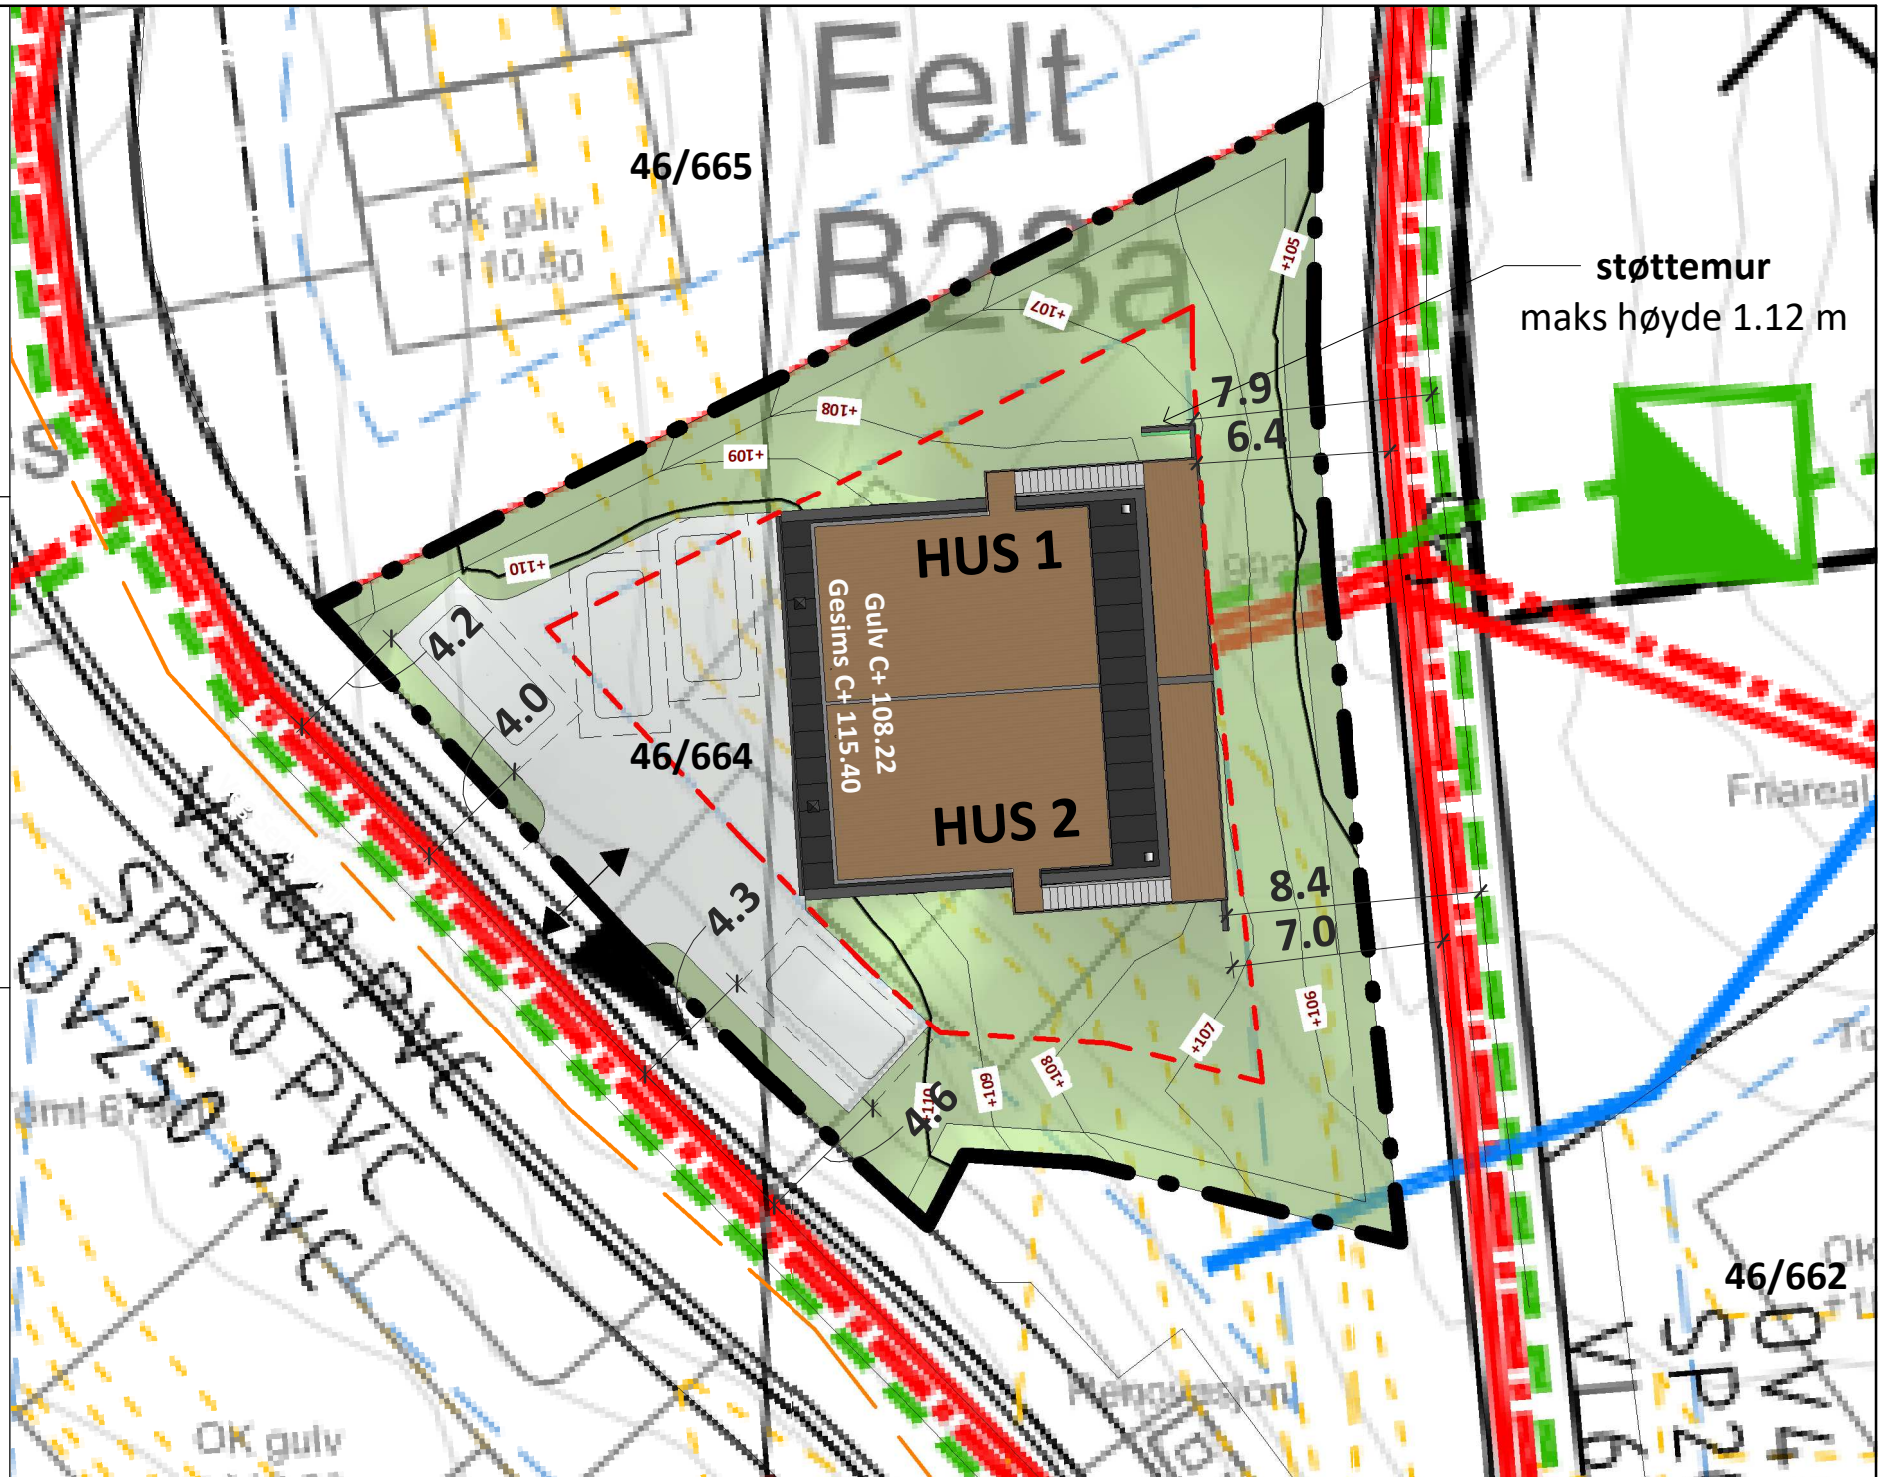 Felt
B23a
46/665
OK gulv
+110.50
støttemur
maks høyde 1.12 m
+105
+107
+108
+109
+110
7.9
6.4
HUS 1
Gulv C+ 108.22
Gesims C+ 115.40
HUS 2
4.2
4.0
46/664
4.3
4.6
8.4
7.0
+106
+107
+108
+109
+110
Friareal
SP160 PVC
OV250 PVC
46/662
OK gulv